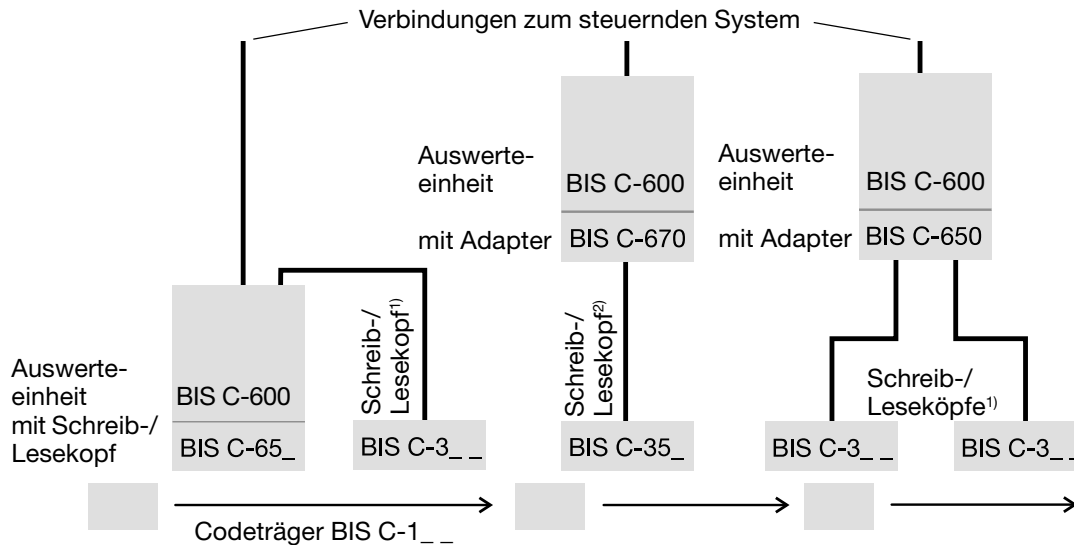 Verbindungen zum steuernden System
Auswerte-
einheit
BIS C-600
mit Adapter
BIS C-670
Auswerte-
einheit
BIS C-600
mit Adapter
BIS C-650
Auswerte-
einheit
mit Schreib-/
Lesekopf
BIS C-600
BIS C-65_
Schreib-/
Lesekopf¹⁾
BIS C-3_ _
Schreib-/
Lesekopf²⁾
BIS C-35_
Schreib-/
Leseköpfe¹⁾
BIS C-3_ _
BIS C-3_ _
Codeträger BIS C-1_ _